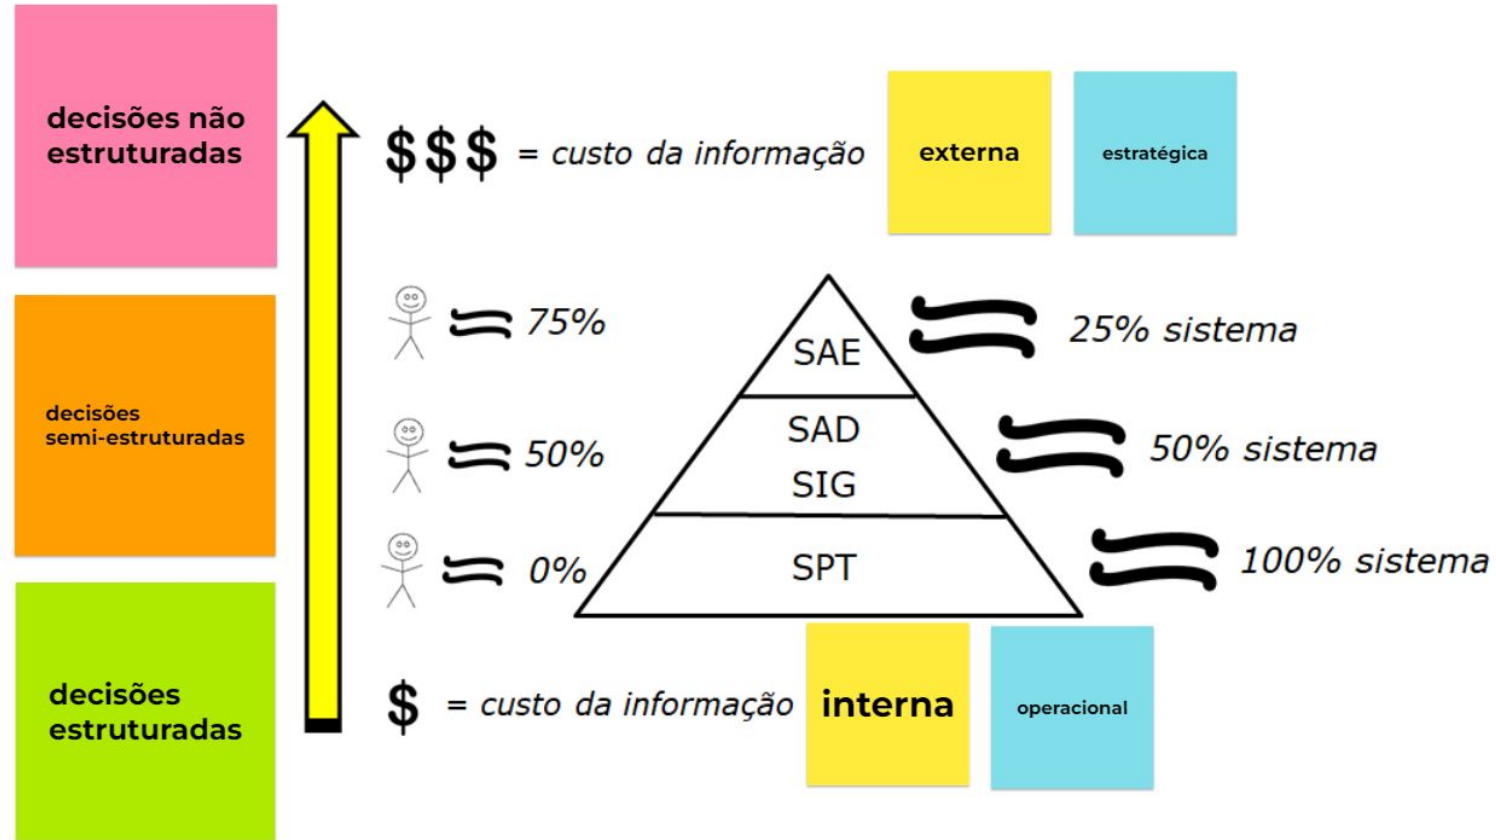 decisões não
estruturadas
$$$ = custo da informação
externa
estratégica
75%
SAE
25% sistema
decisões
semi-estruturadas
50%
SAD
SIG
50% sistema
0%
SPT
100% sistema
decisões
estruturadas
$ = custo da informação
interna
operacional